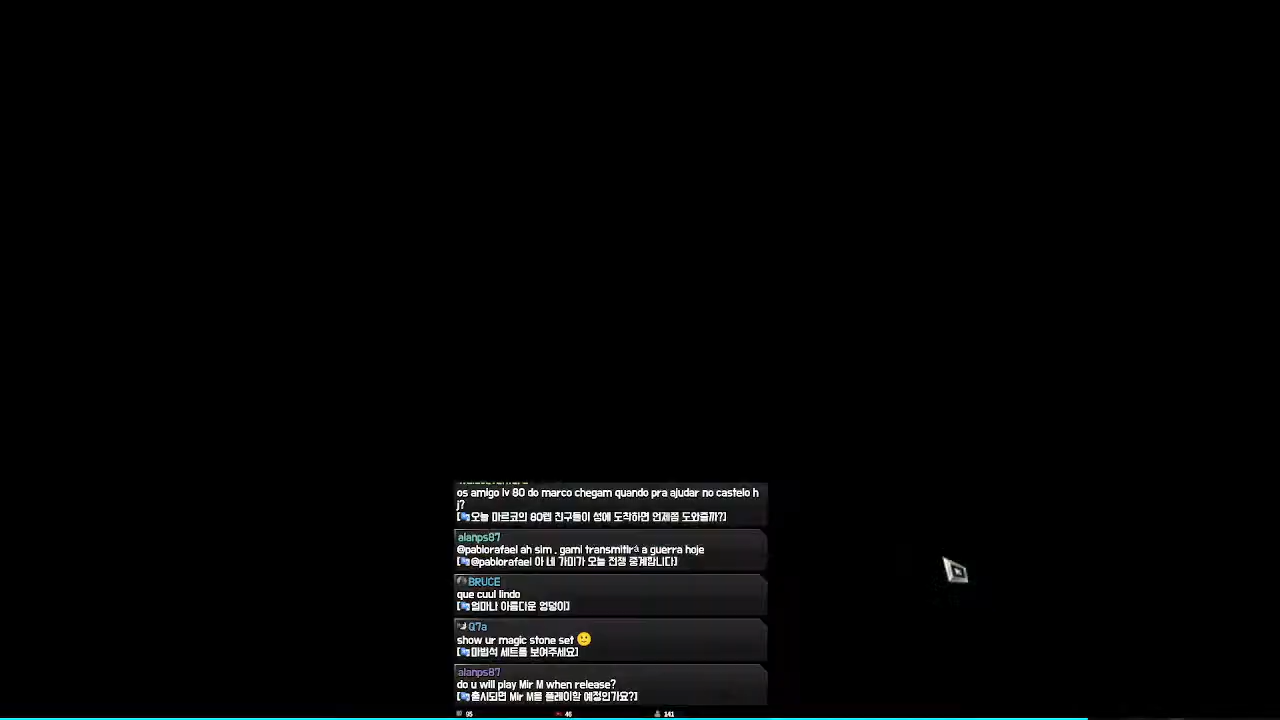 os amigo lv 80 do marco chegam quando pra ajudar no castelo h
j?
[오늘 마르코의 80렙 친구들이 성에 도착하면 언제쯤 도와줄까?]
alanps87
@pablorafael ah sim , gami transmitirá a guerra hoje
[@pablorafael 아 네 가미가 오늘 전쟁 중계합니다]
BRUCE
que cuul lindo
[얼마나 아름다운 엉덩이]
Q7a
show ur magic stone set 🙂
[마법석 세트를 보여주세요]
alanps87
do u will play Mir M when release?
[출시되면 Mir M을 플레이할 예정인가요?]
95 46 141